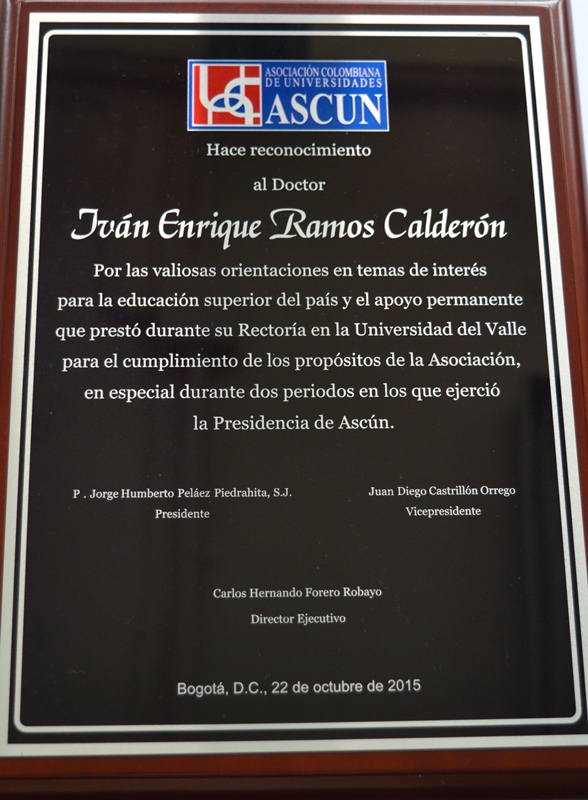 ASOCIACIÓN COLOMBIANA
DE UNIVERSIDADES
ASCUN
Hace reconocimiento
al Doctor
Iván Enrique Ramos Calderón
Por las valiosas orientaciones en temas de interés
para la educación superior del país y el apoyo permanente
que prestó durante su Rectoría en la Universidad del Valle
para el cumplimiento de los propósitos de la Asociación,
en especial durante dos periodos en los que ejerció
la Presidencia de Ascún.
P . Jorge Humberto Peláez Piedrahita, S.J.
Presidente
Juan Diego Castrillón Orrego
Vicepresidente
Carlos Hernando Forero Robayo
Director Ejecutivo
Bogotá, D.C., 22 de octubre de 2015